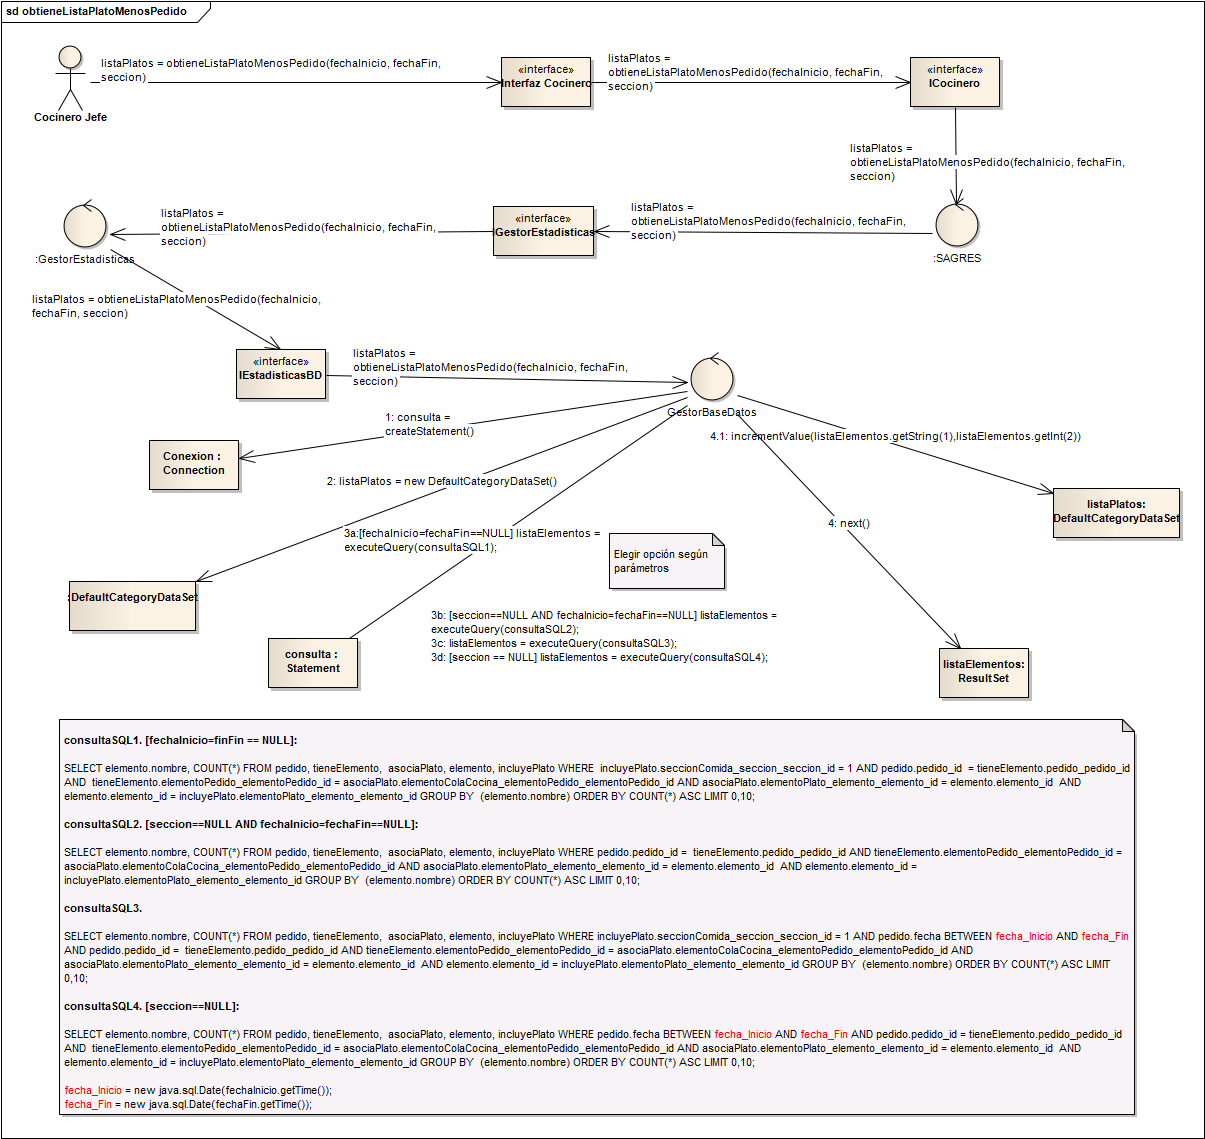 sd obtieneListaPlatoMenosPedido
listaPlatos = obtieneListaPlatoMenosPedido(fechaInicio, fechaFin,
seccion)
Cocinero Jefe
«interface»
Interfaz Cocinero
listaPlatos =
obtieneListaPlatoMenosPedido(fechaInicio, fechaFin,
seccion)
«interface»
ICocinero
listaPlatos =
obtieneListaPlatoMenosPedido(fechaInicio, fechaFin,
seccion)
:GestorEstadisticas
listaPlatos =
obtieneListaPlatoMenosPedido(fechaInicio, fechaFin,
seccion)
«interface»
IGestorEstadisticas
listaPlatos =
obtieneListaPlatoMenosPedido(fechaInicio, fechaFin,
seccion)
:SAGRES
listaPlatos = obtieneListaPlatoMenosPedido(fechaInicio,
fechaFin, seccion)
«interface»
IEstadisticasBD
listaPlatos =
obtieneListaPlatoMenosPedido(fechaInicio, fechaFin,
seccion)
GestorBaseDatos
1: consulta =
createStatement()
Conexion :
Connection
4.1: incrementValue(listaElementos.getString(1),listaElementos.getInt(2))
2: listaPlatos = new DefaultCategoryDataSet()
listaPlatos:
DefaultCategoryDataSet
3a:[fechaInicio=fechaFin==NULL] listaElementos =
executeQuery(consultaSQL1);
4: next()
Elegir opción según
parámetros
:DefaultCategoryDataSet
3b: [seccion==NULL AND fechaInicio=fechaFin==NULL] listaElementos =
executeQuery(consultaSQL2);
3c: listaElementos = executeQuery(consultaSQL3);
3d: [seccion == NULL] listaElementos = executeQuery(consultaSQL4);
consulta :
Statement
listaElementos:
ResultSet
consultaSQL1. [fechaInicio=finFin == NULL]:
SELECT elemento.nombre, COUNT(*) FROM pedido, tieneElemento,  asociaPlato, elemento, incluyePlato WHERE  incluyePlato.seccionComida_seccion_seccion_id = 1 AND pedido.pedido_id  = tieneElemento.pedido_pedido_id
AND  tieneElemento.elementoPedido_elementoPedido_id = asociaPlato.elementoColaCocina_elementoPedido_elementoPedido_id AND asociaPlato.elementoPlato_elemento_elemento_id = elemento.elemento_id  AND
elemento.elemento_id = incluyePlato.elementoPlato_elemento_elemento_id GROUP BY  (elemento.nombre) ORDER BY COUNT(*) ASC LIMIT 0,10;
consultaSQL2. [seccion==NULL AND fechaInicio=fechaFin==NULL]:
SELECT elemento.nombre, COUNT(*) FROM pedido, tieneElemento,  asociaPlato, elemento, incluyePlato WHERE pedido.pedido_id =  tieneElemento.pedido_pedido_id AND tieneElemento.elementoPedido_elementoPedido_id =
asociaPlato.elementoColaCocina_elementoPedido_elementoPedido_id AND asociaPlato.elementoPlato_elemento_elemento_id = elemento.elemento_id  AND elemento.elemento_id =
incluyePlato.elementoPlato_elemento_elemento_id GROUP BY  (elemento.nombre) ORDER BY COUNT(*) ASC LIMIT 0,10;
consultaSQL3.
SELECT elemento.nombre, COUNT(*) FROM pedido, tieneElemento,  asociaPlato, elemento, incluyePlato WHERE incluyePlato.seccionComida_seccion_seccion_id = 1 AND pedido.fecha BETWEEN fecha_Inicio AND fecha_Fin
AND pedido.pedido_id =  tieneElemento.pedido_pedido_id AND tieneElemento.elementoPedido_elementoPedido_id = asociaPlato.elementoColaCocina_elementoPedido_elementoPedido_id AND
asociaPlato.elementoPlato_elemento_elemento_id = elemento.elemento_id  AND elemento.elemento_id = incluyePlato.elementoPlato_elemento_elemento_id GROUP BY  (elemento.nombre) ORDER BY COUNT(*) ASC LIMIT
0,10;
consultaSQL4. [seccion==NULL]:
SELECT elemento.nombre, COUNT(*) FROM pedido, tieneElemento,  asociaPlato, elemento, incluyePlato WHERE pedido.fecha BETWEEN fecha_Inicio AND fecha_Fin AND pedido.pedido_id = tieneElemento.pedido_pedido_id
AND  tieneElemento.elementoPedido_elementoPedido_id = asociaPlato.elementoColaCocina_elementoPedido_elementoPedido_id AND asociaPlato.elementoPlato_elemento_elemento_id = elemento.elemento_id  AND
elemento.elemento_id = incluyePlato.elementoPlato_elemento_elemento_id GROUP BY  (elemento.nombre) ORDER BY COUNT(*) ASC LIMIT 0,10;
fecha_Inicio = new java.sql.Date(fechaInicio.getTime());
fecha_Fin = new java.sql.Date(fechaFin.getTime());